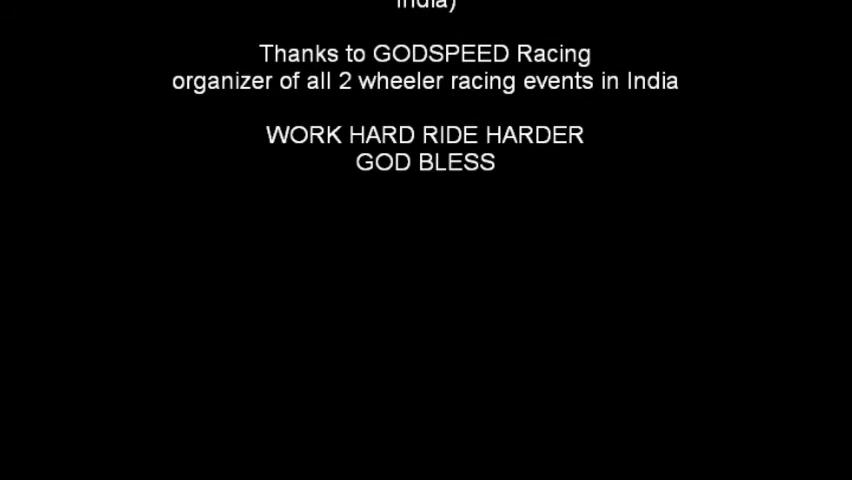 India)
Thanks to GODSPEED Racing
organizer of all 2 wheeler racing events in India
WORK HARD RIDE HARDER
GOD BLESS